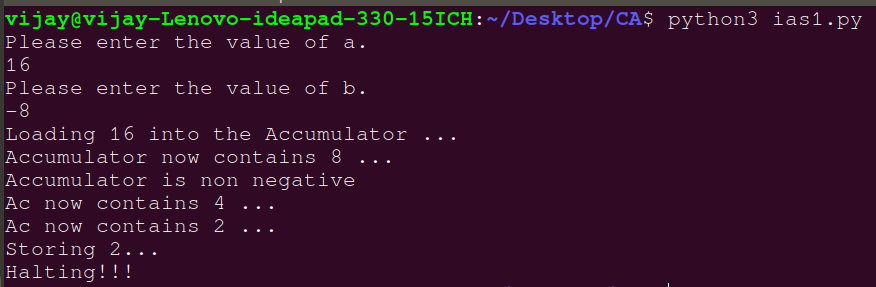 vijay@vijay-Lenovo-ideapad-330-15ICH:~/Desktop/CA$ python3 ias1.py
Please enter the value of a.
16
Please enter the value of b.
-8
Loading 16 into the Accumulator ...
Accumulator now contains 8 ...
Accumulator is non negative
Ac now contains 4 ...
Ac now contains 2 ...
Storing 2...
Halting!!!